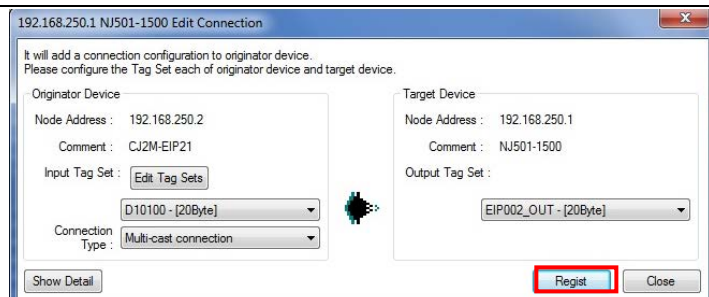 192.168.250.1 NJ501-1500 Edit Connection
It will add a connection configuration to originator device.
Please configure the Tag Set each of originator device and target device.
Originator Device
Node Address : 192.168.250.2
Comment : CJ2M-EIP21
Input Tag Set : Edit Tag Sets
D10100 - [20Byte]
Connection Type : Multi-cast connection
Target Device
Node Address : 192.168.250.1
Comment : NJ501-1500
Output Tag Set :
EIP002_OUT - [20Byte]
Show Detail
Regist
Close